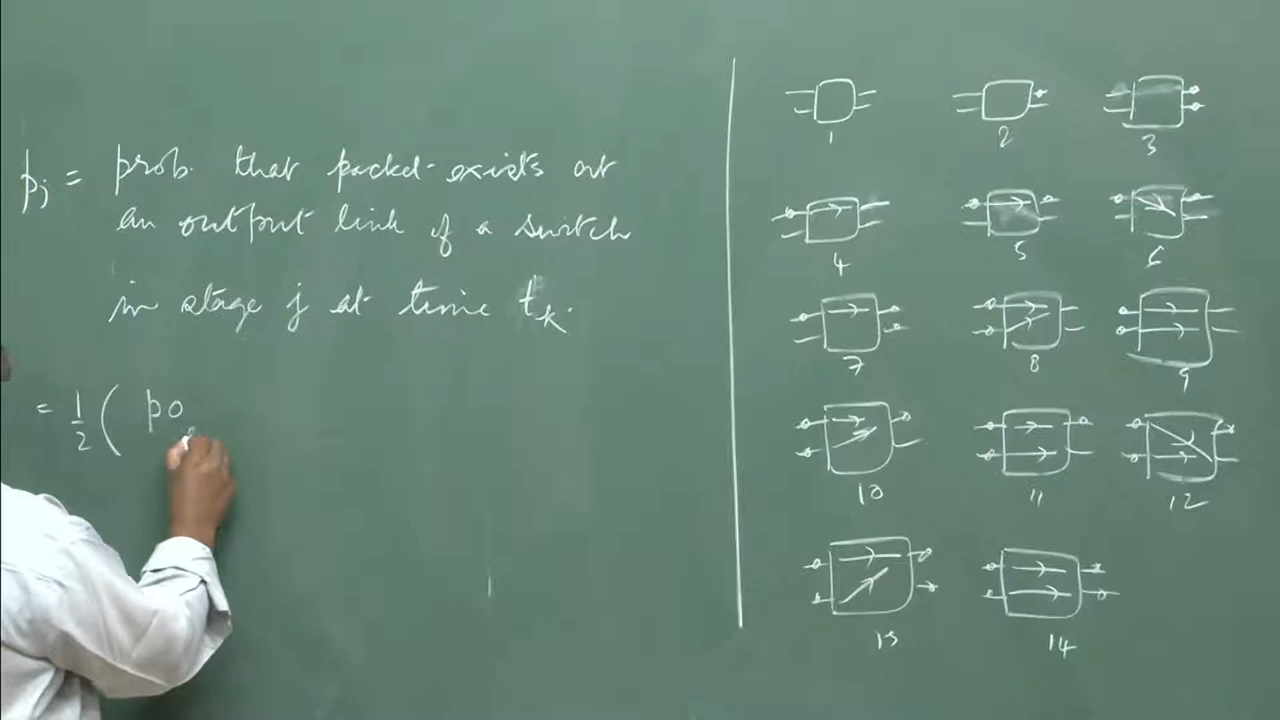 pj = prob. that packet exists at
an output link of a switch
in stage j at time tk.
= 1/2 ( po
1 2 3
4 5 6
7 8 9
10 11 12
13 14